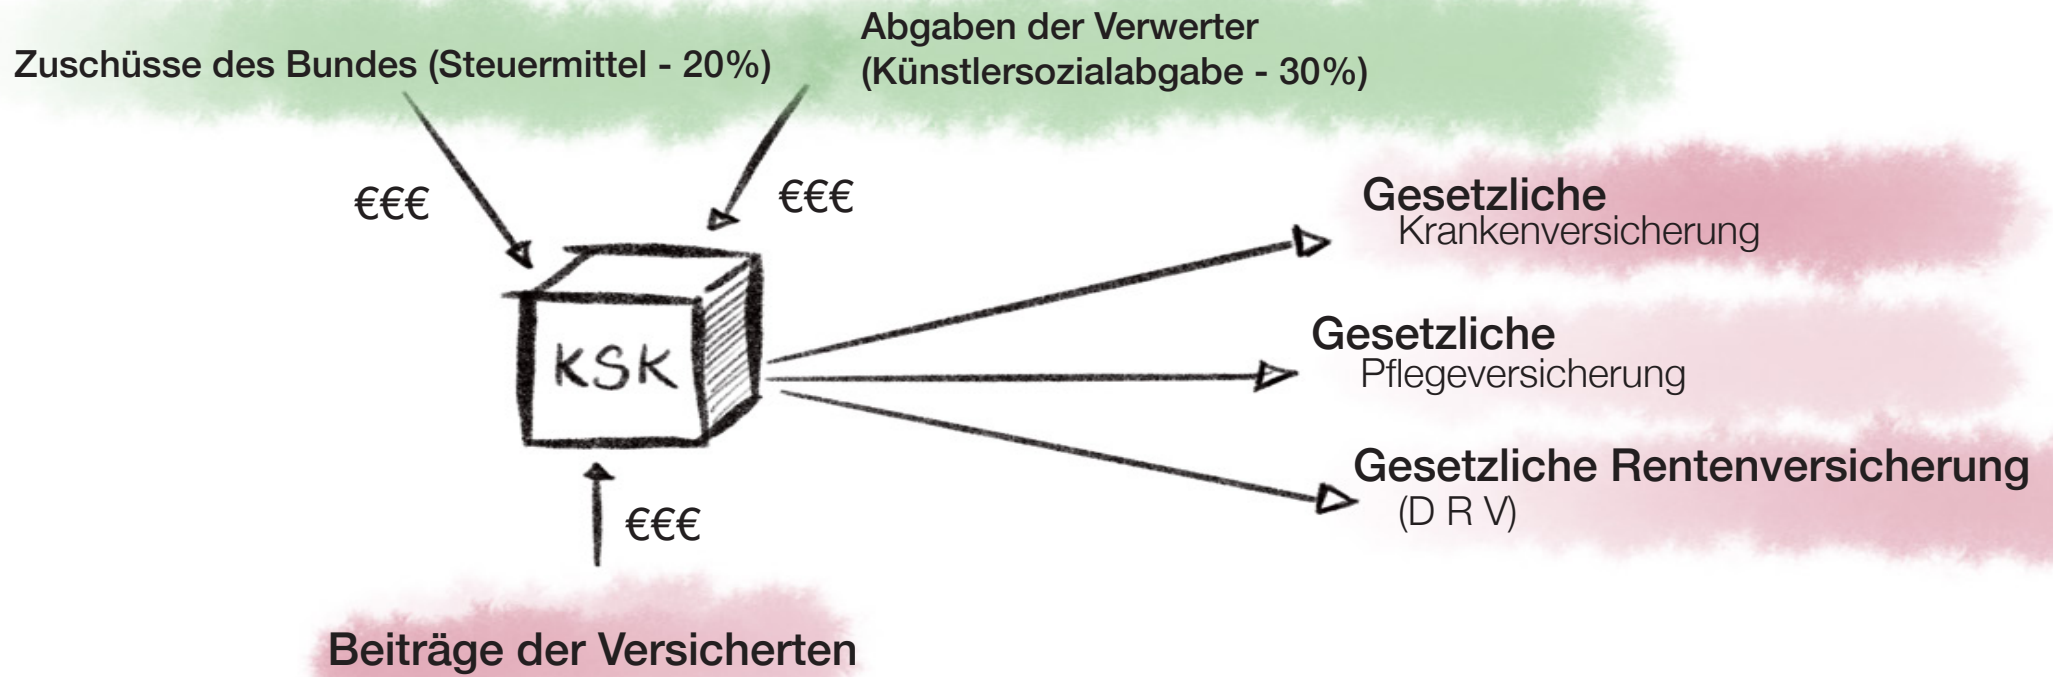 Zuschüsse des Bundes (Steuermittel - 20%)
Abgaben der Verwerter
(Künstlersozialabgabe - 30%)
€€€
€€€
Gesetzliche
Krankenversicherung
KSK
Gesetzliche
Pflegeversicherung
Gesetzliche Rentenversicherung
(D R V)
€€€
Beiträge der Versicherten